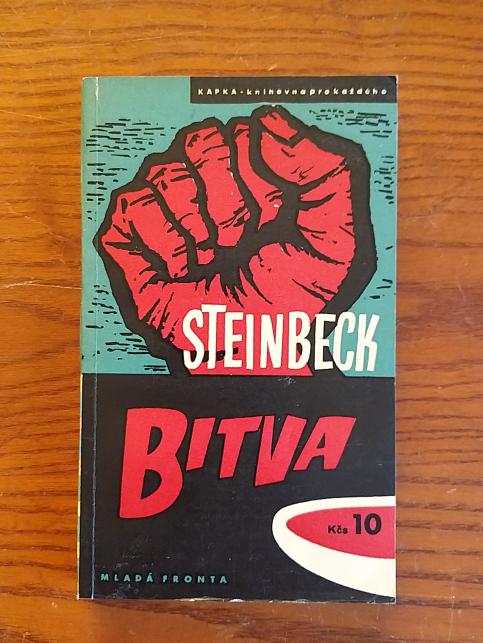 KAPKA - knihovna pro každého
STEINBECK
BITVA
Kčs 10
MLADÁ FRONTA